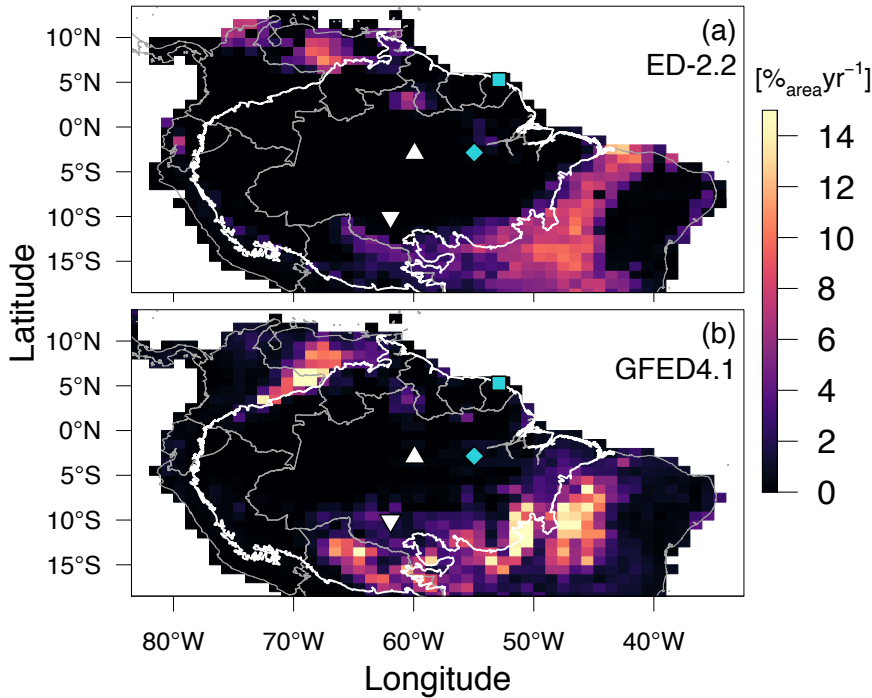 (a)
ED-2.2
10°N
5°N
0°N
5°S
10°S
15°S
(b)
GFED4.1
10°N
5°N
0°N
5°S
10°S
15°S
Latitude
80°W 70°W 60°W 50°W 40°W
Longitude
[%area yr⁻¹]
14
12
10
8
6
4
2
0